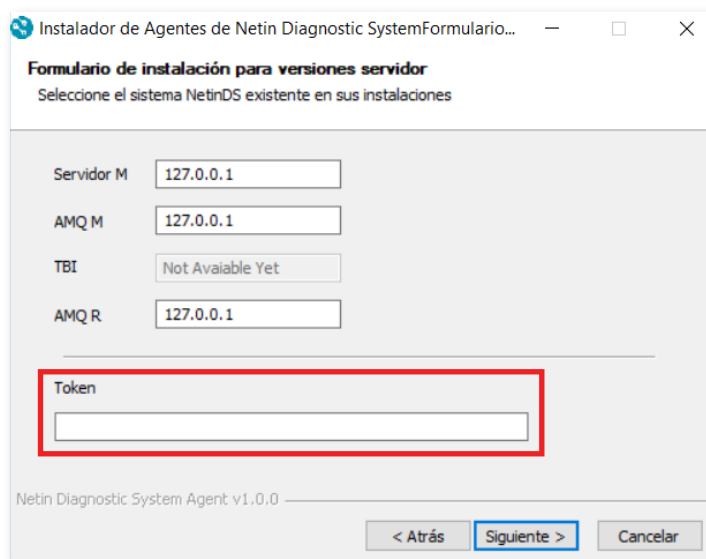 Instalador de Agentes de Netin Diagnostic SystemFormulario...
Formulario de instalación para versiones servidor
Seleccione el sistema NetinDS existente en sus instalaciones
Servidor M 127.0.0.1
AMQ M 127.0.0.1
TBI Not Avaiable Yet
AMQ R 127.0.0.1
Token
Netin Diagnostic System Agent v1.0.0
< Atrás Siguiente > Cancelar